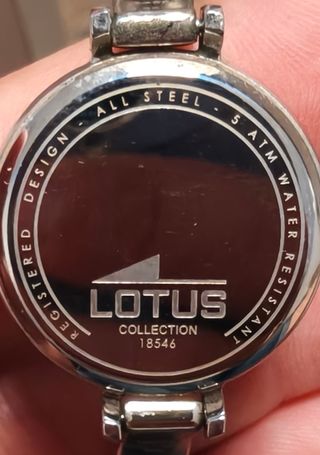 REGISTERED DESIGN - ALL STEEL - 5 ATM WATER RESISTANT
LOTUS
COLLECTION
18546